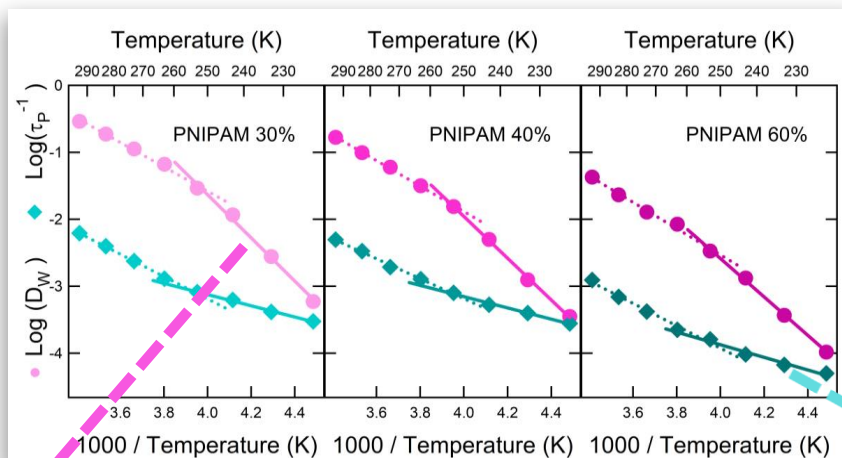 Temperature (K) Temperature (K) Temperature (K)
290 280 270 260 250 240 230 290 280 270 260 250 240 230 290 280 270 260 250 240 230
0
-1
-2
-3
-4
Log (D_W) Log(τ_P^-1)
PNIPAM 30% PNIPAM 40% PNIPAM 60%
3.6 3.8 4.0 4.2 4.4 3.6 3.8 4.0 4.2 4.4 3.6 3.8 4.0 4.2 4.4
1000 / Temperature (K) 1000 / Temperature (K) 1000 / Temperature (K)